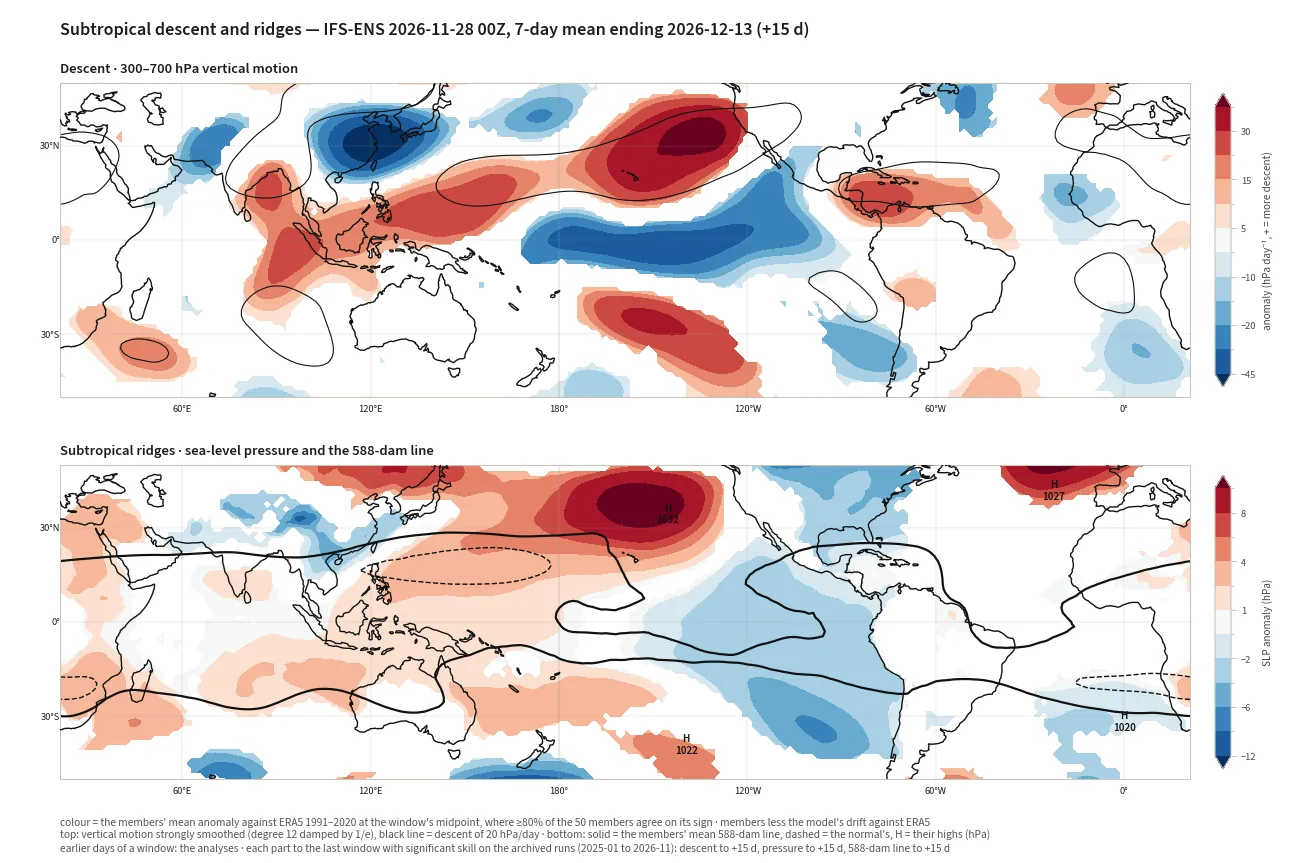 Subtropical descent and ridges — IFS-ENS 2026-11-28 00Z, 7-day mean ending 2026-12-13 (+15 d)
Descent · 300–700 hPa vertical motion
30°N
0°
30°S
60°E
120°E
180°
120°W
60°W
0°
30
15
5
−10
−20
−45
anomaly (hPa day⁻¹, + = more descent)
Subtropical ridges · sea-level pressure and the 588-dam line
H
1027
H
1032
H
1020
H
1022
30°N
0°
30°S
60°E
120°E
180°
120°W
60°W
0°
8
4
1
−2
−6
−12
SLP anomaly (hPa)
colour = the members' mean anomaly against ERA5 1991–2020 at the window's midpoint, where ≥80% of the 50 members agree on its sign · members less the model's drift against ERA5
top: vertical motion strongly smoothed (degree 12 damped by 1/e), black line = descent of 20 hPa/day · bottom: solid = the members' mean 588-dam line, dashed = the normal's, H = their highs (hPa)
earlier days of a window: the analyses · each part to the last window with significant skill on the archived runs (2025-01 to 2026-11): descent to +15 d, pressure to +15 d, 588-dam line to +15 d